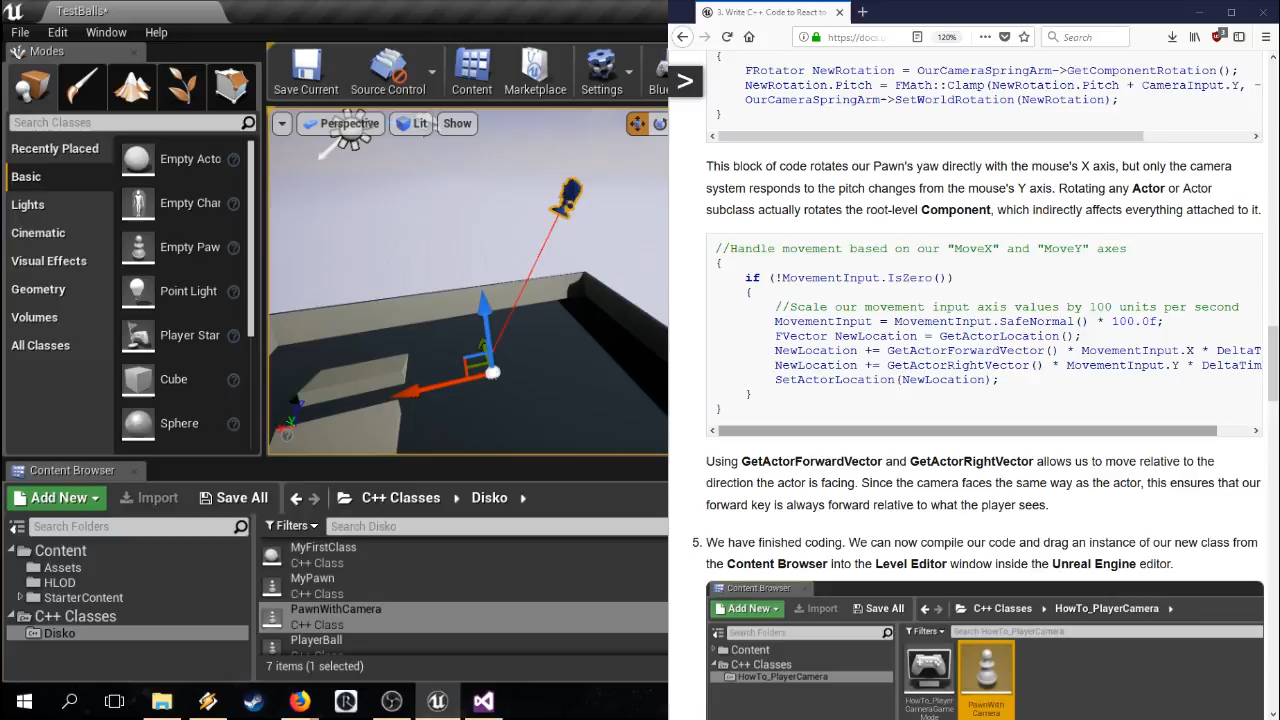 TestBalls*
File
Edit
Window
Help
Modes
Search Classes
Recently Placed
Basic
Lights
Cinematic
Visual Effects
Geometry
Volumes
All Classes
Empty Acto
Empty Char
Empty Paw
Point Light
Player Star
Cube
Sphere
Save Current
Source Control
Content
Marketplace
Settings
Perspective
Lit
Show
Content Browser
Add New
Import
Save All
C++ Classes
Disko
Search Folders
Content
Assets
HLOD
StarterContent
C++ Classes
Disko
Filters
Search Disko
MyFirstClass
C++ Class
MyPawn
C++ Class
PawnWithCamera
C++ Class
PlayerBall
7 items (1 selected)
3. Write C++ Code to React to
https://docs.u
120%
Search
3
{
FRotator NewRotation = OurCameraSpringArm->GetComponentRotation();
NewRotation.Pitch = FMath::Clamp(NewRotation.Pitch + CameraInput.Y, -
OurCameraSpringArm->SetWorldRotation(NewRotation);
}
This block of code rotates our Pawn's yaw directly with the mouse's X axis, but only the camera
system responds to the pitch changes from the mouse's Y axis. Rotating any Actor or Actor
subclass actually rotates the root-level Component, which indirectly affects everything attached to it.
//Handle movement based on our "MoveX" and "MoveY" axes
{
if (!MovementInput.IsZero())
{
//Scale our movement input axis values by 100 units per second
MovementInput = MovementInput.SafeNormal() * 100.0f;
FVector NewLocation = GetActorLocation();
NewLocation += GetActorForwardVector() * MovementInput.X * DeltaT
NewLocation += GetActorRightVector() * MovementInput.Y * DeltaTim
SetActorLocation(NewLocation);
}
}
Using GetActorForwardVector and GetActorRightVector allows us to move relative to the
direction the actor is facing. Since the camera faces the same way as the actor, this ensures that our
forward key is always forward relative to what the player sees.
5. We have finished coding. We can now compile our code and drag an instance of our new class from
the Content Browser into the Level Editor window inside the Unreal Engine editor.
Content Browser
Add New
Import
Save All
C++ Classes
HowTo_PlayerCamera
Search Folders
Filters
Search HowTo_PlayerCamera
Content
C++ Classes
HowTo_PlayerCamera
HowTo_Player
CameraGame
Mode
PawnWith
Camera